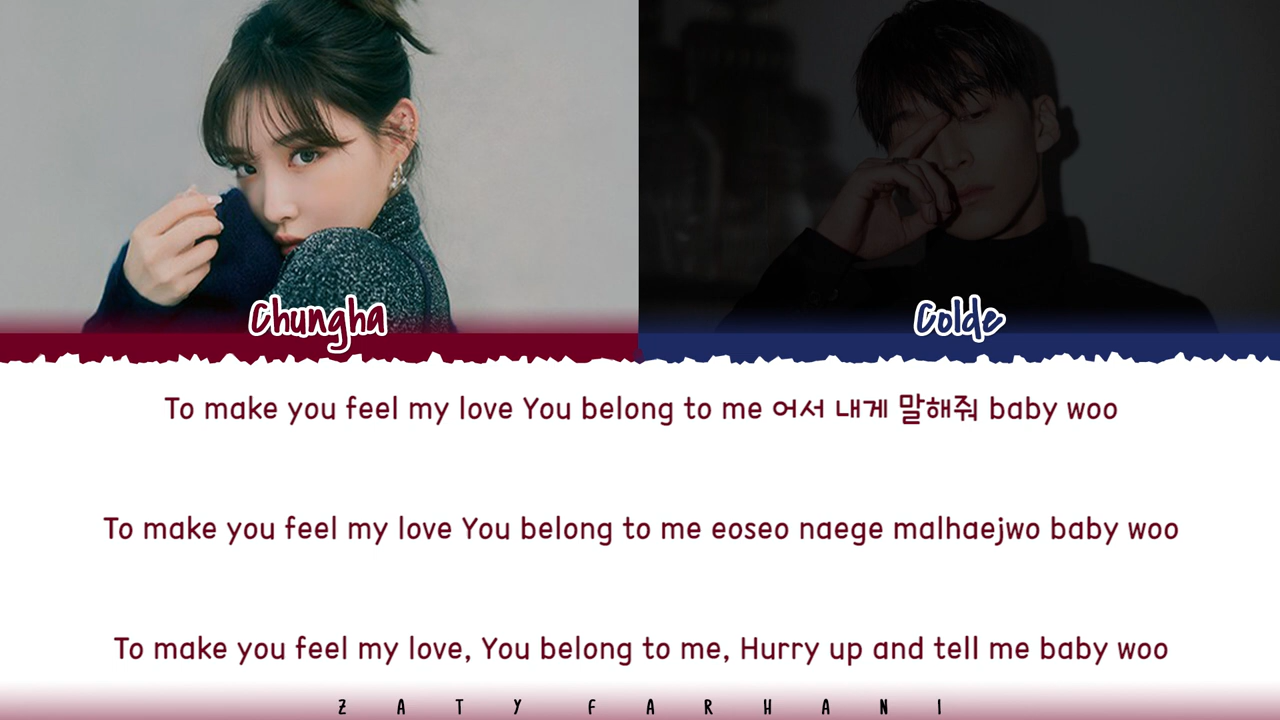 Chungha
Colde
To make you feel my love You belong to me 어서 내게 말해줘 baby woo
To make you feel my love You belong to me eoseo naege malhaejwo baby woo
To make you feel my love, You belong to me, Hurry up and tell me baby woo
ZATY FARHANI